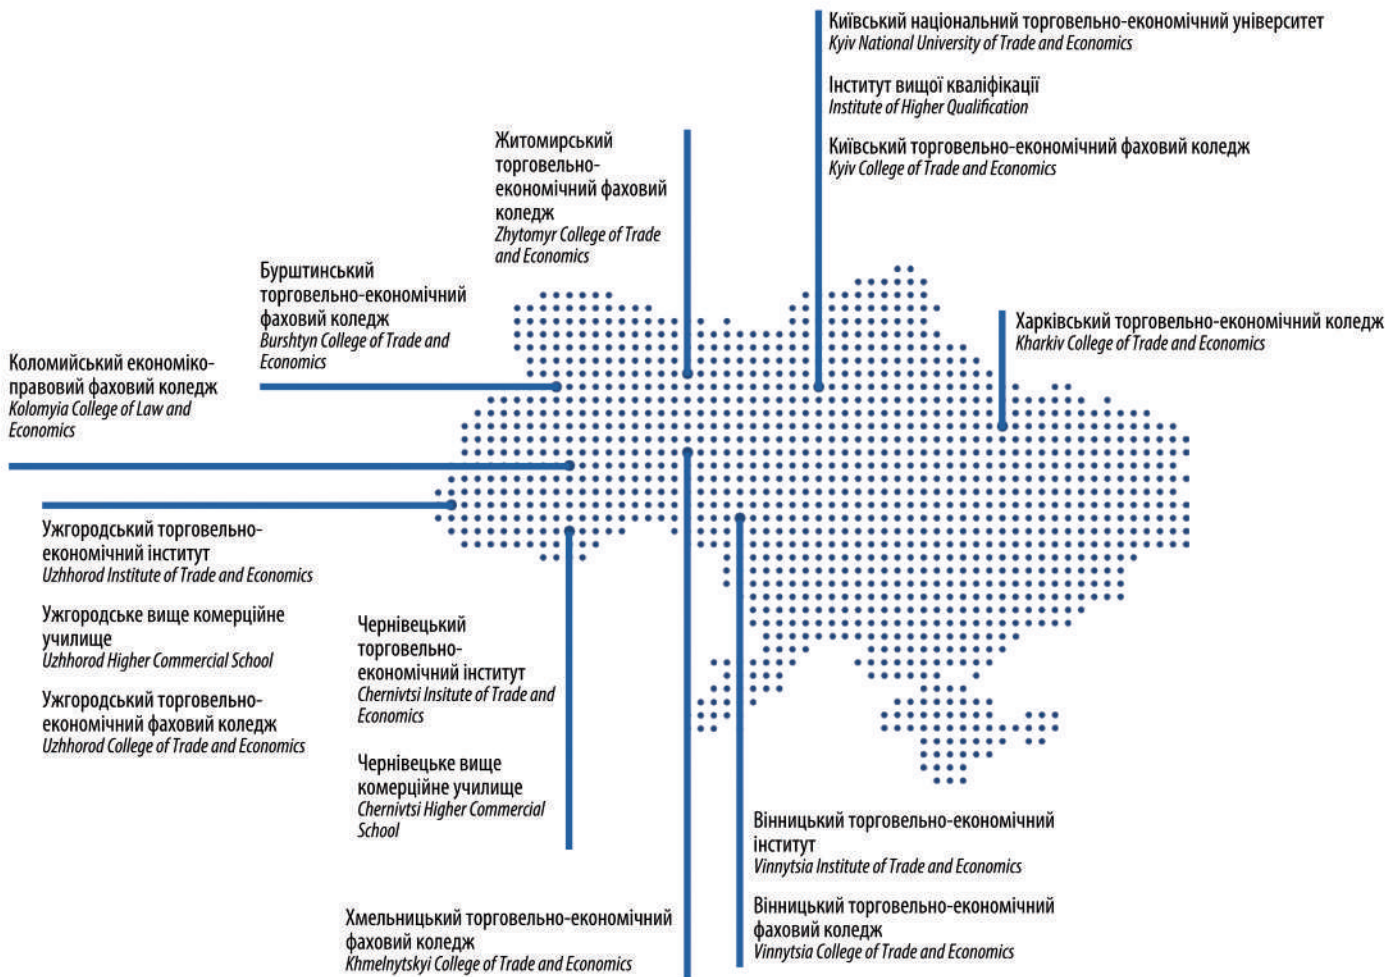 Київський національний торговельно-економічний університет
Kyiv National University of Trade and Economics
Інститут вищої кваліфікації
Institute of Higher Qualification
Київський торговельно-економічний фаховий коледж
Kyiv College of Trade and Economics
Житомирський
торговельно-
економічний фаховий
коледж
Zhytomyr College of Trade
and Economics
Бурштинський
торговельно-економічний
фаховий коледж
Burshtyn College of Trade and
Economics
Харківський торговельно-економічний коледж
Kharkiv College of Trade and Economics
Коломийський економіко-
правовий фаховий коледж
Kolomyia College of Law and
Economics
Ужгородський торговельно-
економічний інститут
Uzhhorod Institute of Trade and Economics
Ужгородське вище комерційне
училище
Uzhhorod Higher Commercial School
Ужгородський торговельно-
економічний фаховий коледж
Uzhhorod College of Trade and Economics
Чернівецький
торговельно-
економічний інститут
Chernivtsi Insitute of Trade and
Economics
Чернівецьке вище
комерційне училище
Chernivtsi Higher Commercial
School
Вінницький торговельно-економічний
інститут
Vinnytsia Institute of Trade and Economics
Вінницький торговельно-економічний
фаховий коледж
Vinnytsia College of Trade and Economics
Хмельницький торговельно-економічний
фаховий коледж
Khmelnytskyi College of Trade and Economics